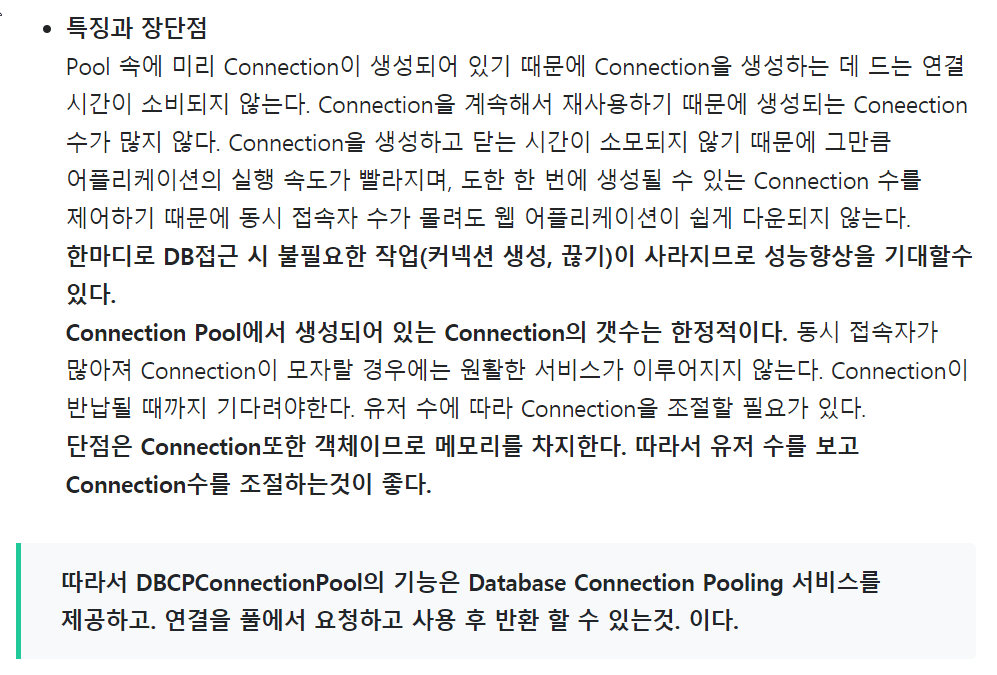 특징과 장단점
Pool 속에 미리 Connection이 생성되어 있기 때문에 Connection을 생성하는 데 드는 연결
시간이 소비되지 않는다. Connection을 계속해서 재사용하기 때문에 생성되는 Coneection
수가 많지 않다. Connection을 생성하고 닫는 시간이 소모되지 않기 때문에 그만큼
어플리케이션의 실행 속도가 빨라지며, 도한 한 번에 생성될 수 있는 Connection 수를
제어하기 때문에 동시 접속자 수가 몰려도 웹 어플리케이션이 쉽게 다운되지 않는다.
한마디로 DB접근 시 불필요한 작업(커넥션 생성, 끊기)이 사라지므로 성능향상을 기대할수
있다.
Connection Pool에서 생성되어 있는 Connection의 갯수는 한정적이다. 동시 접속자가
많아져 Connection이 모자랄 경우에는 원활한 서비스가 이루어지지 않는다. Connection이
반납될 때까지 기다려야한다. 유저 수에 따라 Connection을 조절할 필요가 있다.
단점은 Connection또한 객체이므로 메모리를 차지한다. 따라서 유저 수를 보고
Connection수를 조절하는것이 좋다.
따라서 DBCPConnectionPool의 기능은 Database Connection Pooling 서비스를
제공하고. 연결을 풀에서 요청하고 사용 후 반환 할 수 있는것. 이다.